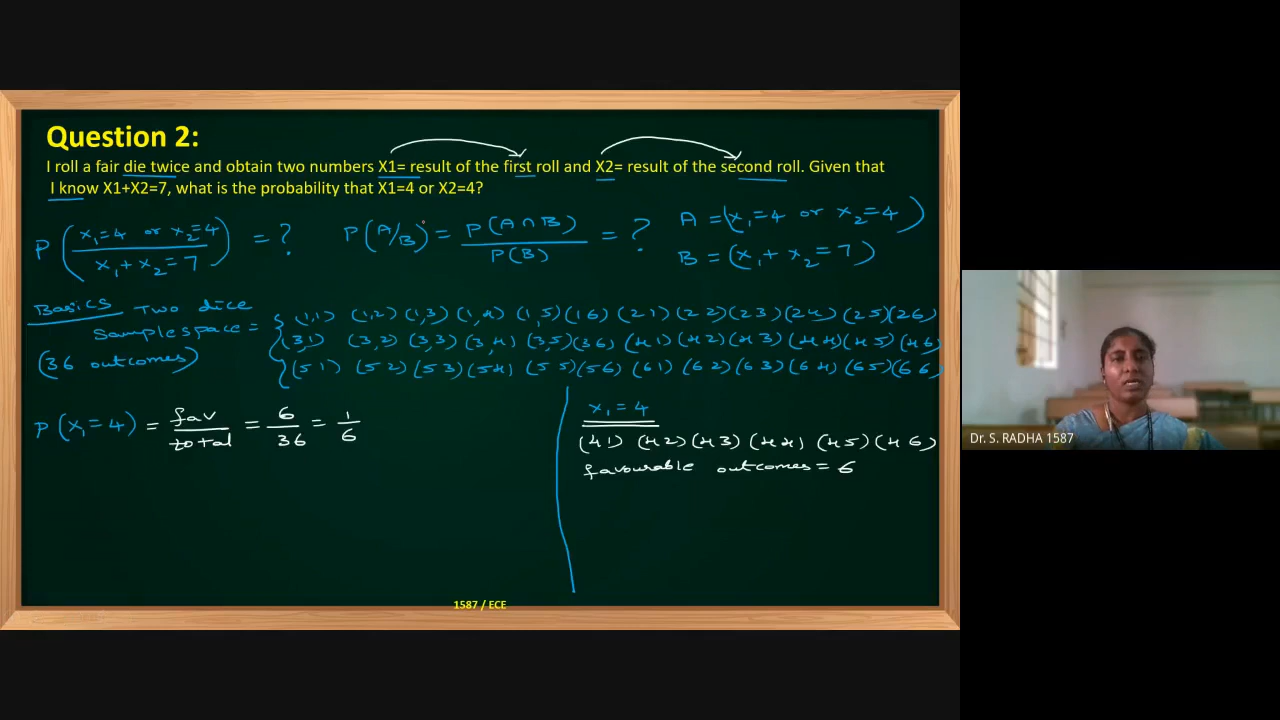 Question 2:
I roll a fair die twice and obtain two numbers X1= result of the first roll and X2= result of the second roll. Given that
I know X1+X2=7, what is the probability that X1=4 or X2=4?
P ( x₁=4 or x₂=4 / x₁ + x₂ = 7 ) = ?
P(A/B) = P(A∩B) / P(B) = ?
A = (x₁=4 or x₂=4)
B = (x₁ + x₂ = 7)
Basics Two dice
Sample space =
(36 outcomes)
{ (1,1) (1,2) (1,3) (1,4) (1,5) (1 6) (2 1) (2 2) (2 3) (2 4) (2 5) (2 6)
(3,1) (3,2) (3,3) (3,4) (3,5) (3 6) (4 1) (4 2) (4 3) (4 4) (4 5) (4 6)
(5 1) (5 2) (5 3) (5 4) (5 5) (5 6) (6 1) (6 2) (6 3) (6 4) (6 5) (6 6)
P (x₁=4) = fav / total = 6 / 36 = 1 / 6
x₁ = 4
(4 1) (4 2) (4 3) (4 4) (4 5) (4 6)
favourable outcomes = 6
1587 / ECE
Dr. S. RADHA 1587